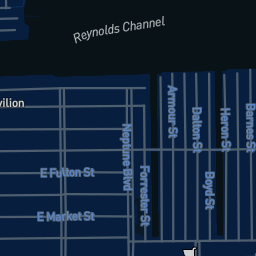 Reynolds Channel
vilion
Armour St
Dalton St
Heron St
Barnes St
Neptune Blvd
Forrester St
Boyd St
E Fulton St
E Market St